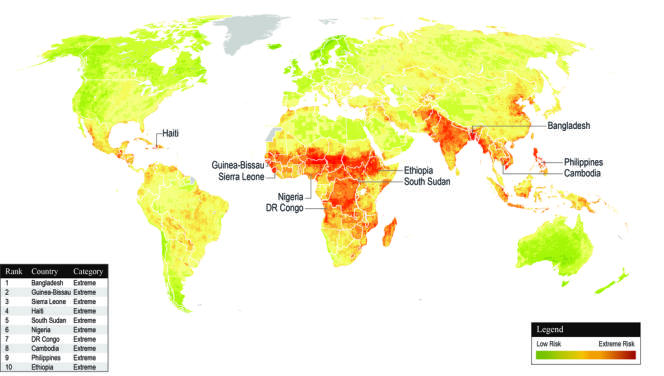 Haiti
Bangladesh
Guinea-Bissau
Ethiopia
Philippines
Sierra Leone
South Sudan
Cambodia
Nigeria
DR Congo
Rank Country Category
1 Bangladesh Extreme
2 Guinea-Bissau Extreme
3 Sierra Leone Extreme
4 Haiti Extreme
5 South Sudan Extreme
6 Nigeria Extreme
7 DR Congo Extreme
8 Cambodia Extreme
9 Philippines Extreme
10 Ethiopia Extreme
Legend
Low Risk Extreme Risk